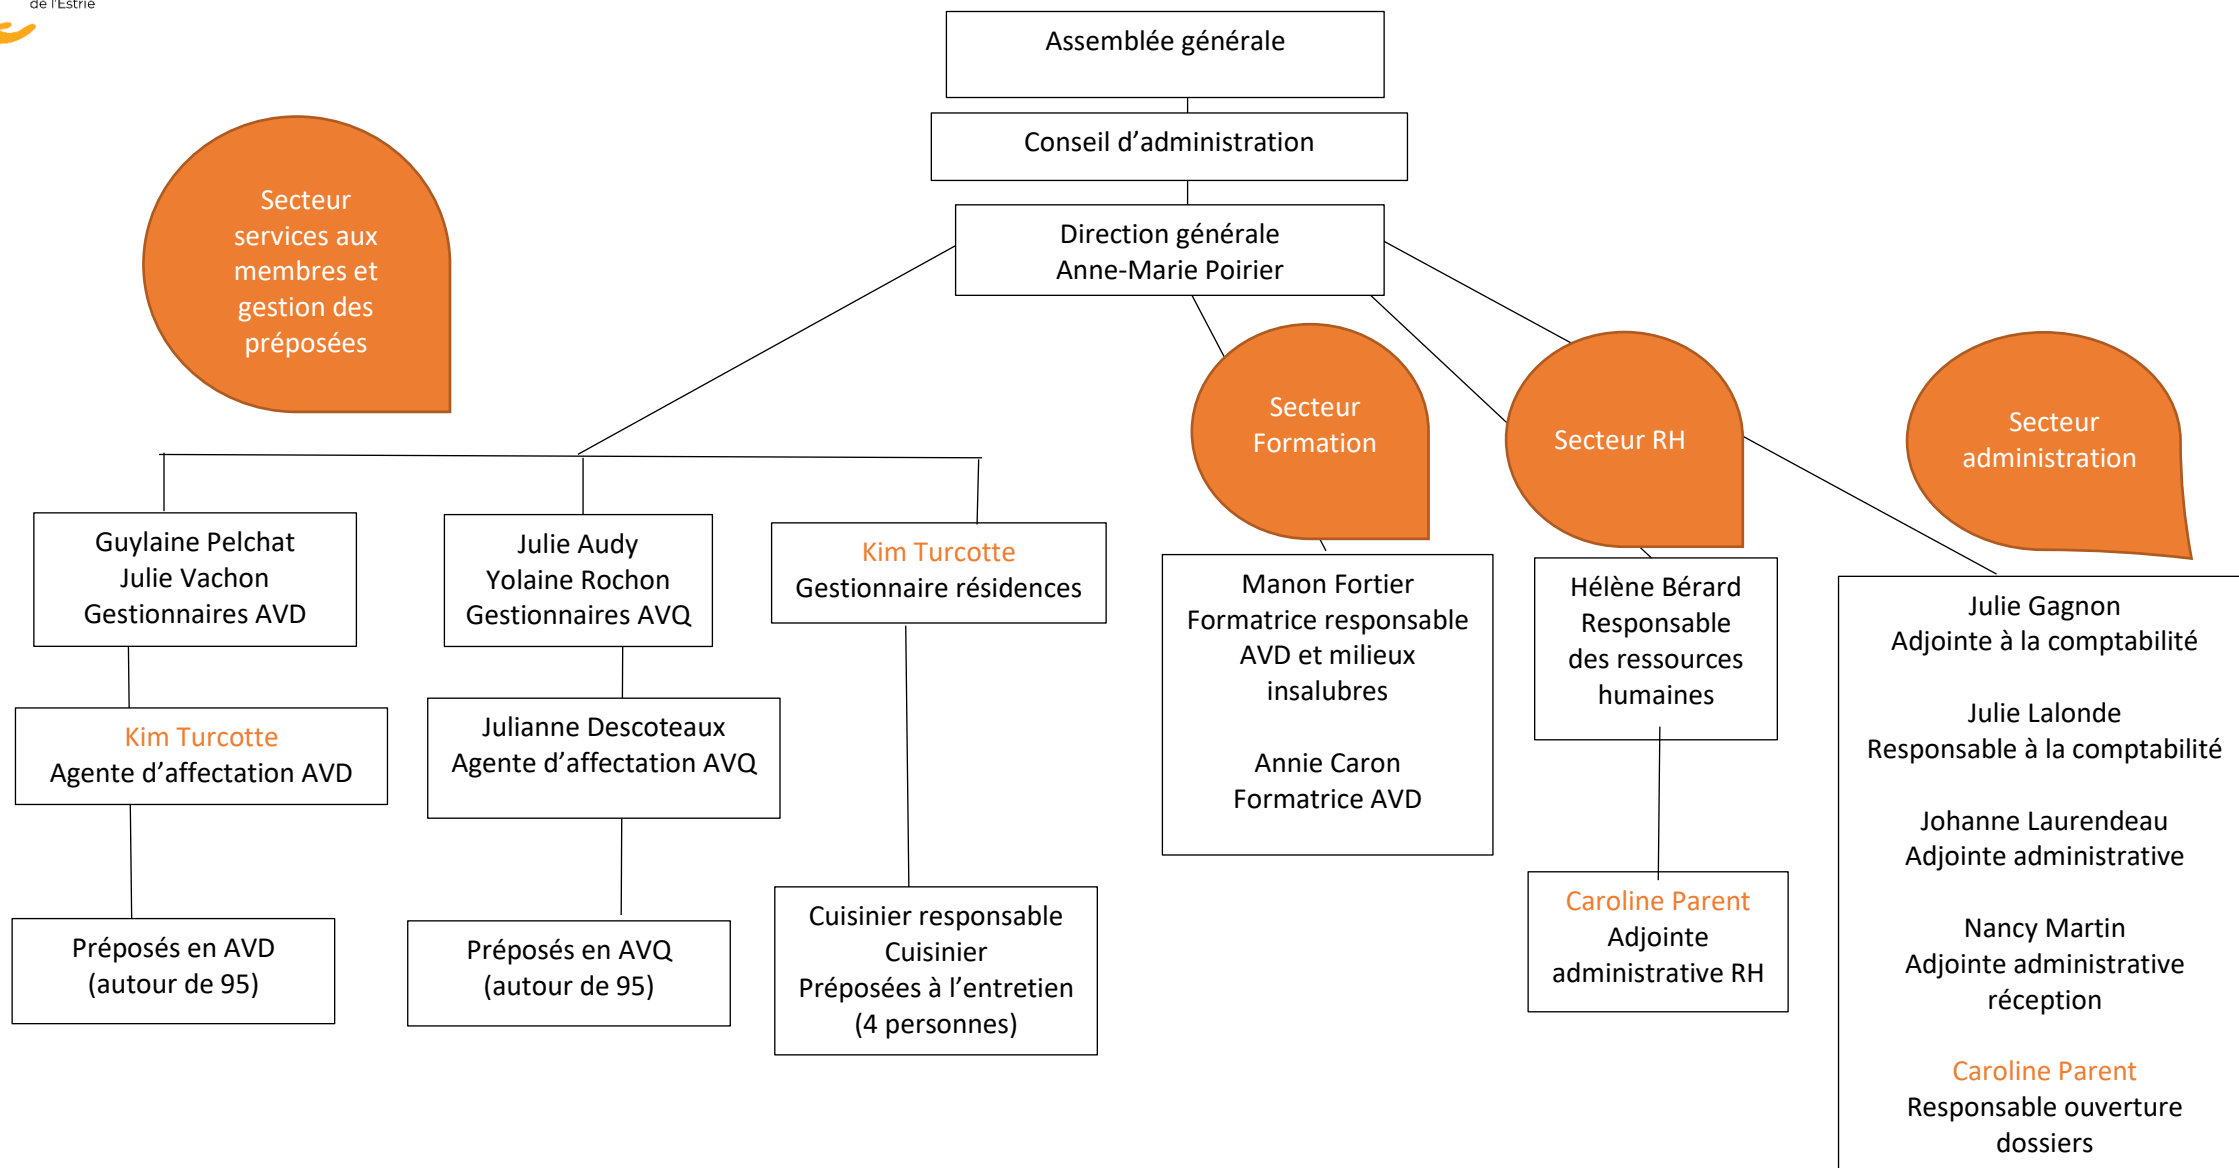 de l'Estrie
Assemblée générale
Conseil d'administration
Direction générale
Anne-Marie Poirier
Secteur
services aux
membres et
gestion des
préposées
Secteur
Formation
Secteur RH
Secteur
administration
Guylaine Pelchat
Julie Vachon
Gestionnaires AVD
Julie Audy
Yolaine Rochon
Gestionnaires AVQ
Kim Turcotte
Gestionnaire résidences
Kim Turcotte
Agente d'affectation AVD
Julianne Descoteaux
Agente d'affectation AVQ
Préposés en AVD
(autour de 95)
Préposés en AVQ
(autour de 95)
Cuisinier responsable
Cuisinier
Préposées à l'entretien
(4 personnes)
Manon Fortier
Formatrice responsable
AVD et milieux
insalubres
Annie Caron
Formatrice AVD
Hélène Bérard
Responsable
des ressources
humaines
Caroline Parent
Adjointe
administrative RH
Julie Gagnon
Adjointe à la comptabilité
Julie Lalonde
Responsable à la comptabilité
Johanne Laurendeau
Adjointe administrative
Nancy Martin
Adjointe administrative
réception
Caroline Parent
Responsable ouverture
dossiers